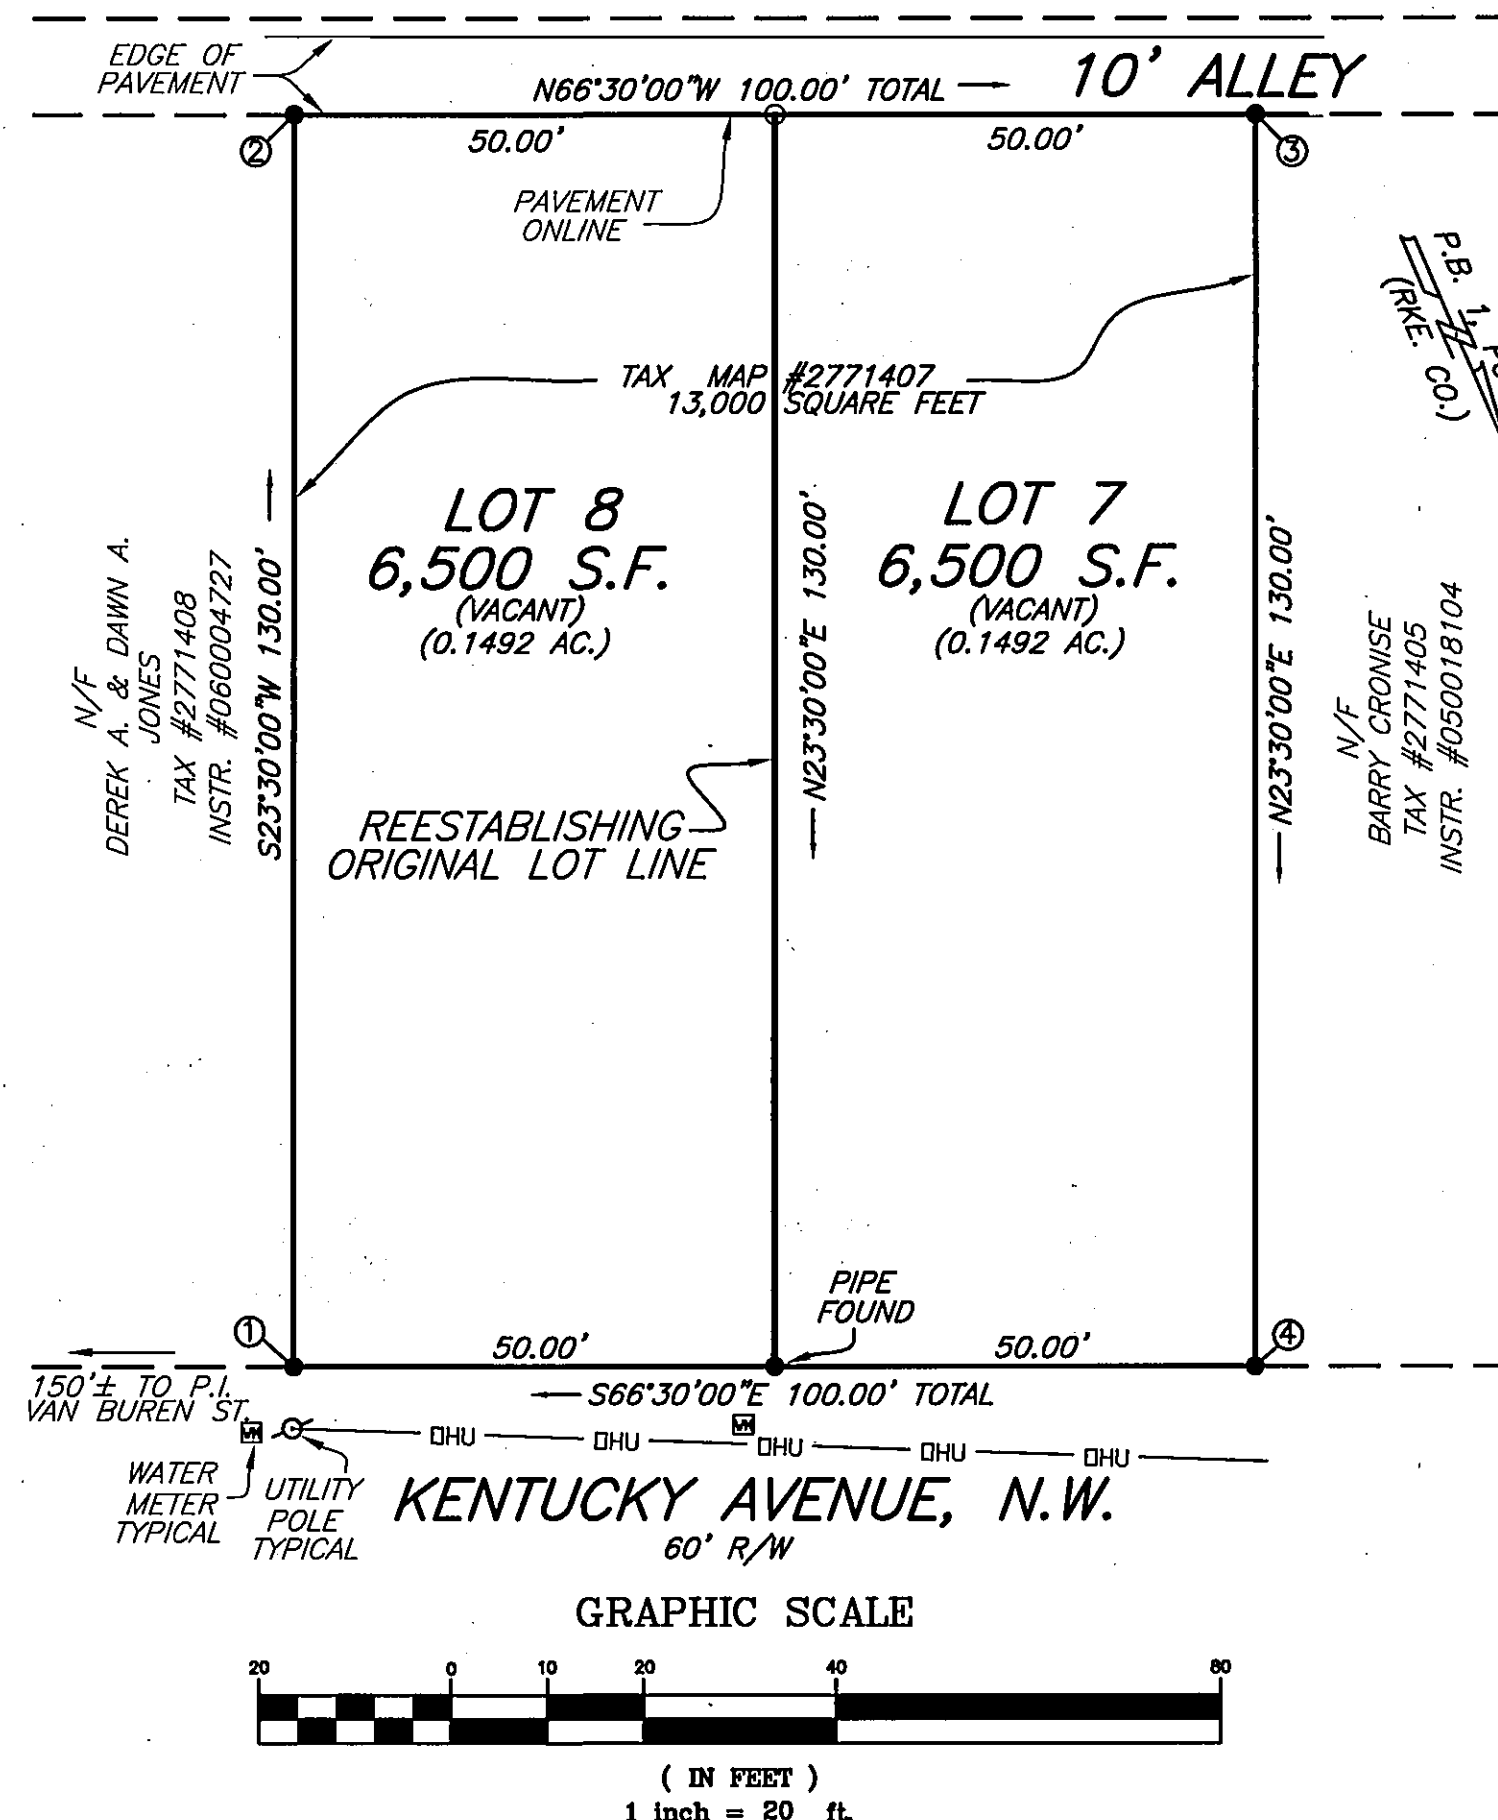 EDGE OF
PAVEMENT
N66°30'00"W 100.00' TOTAL
10' ALLEY
2
50.00'
50.00'
3
PAVEMENT
ONLINE
P.B. 1,
(RKE. CO.)
TAX MAP #2771407
13,000 SQUARE FEET
LOT 8
6,500 S.F.
(VACANT)
(0.1492 AC.)
LOT 7
6,500 S.F.
(VACANT)
(0.1492 AC.)
N/F
DEREK A. & DAWN A.
JONES
TAX #2771408
INSTR. #060004727
S23°30'00"W 130.00'
N23°30'00"E 130.00'
N23°30'00"E 130.00'
N/F
BARRY CRONISE
TAX #2771405
INSTR. #050018104
REESTABLISHING
ORIGINAL LOT LINE
PIPE
FOUND
1
50.00'
50.00'
4
150'± TO P.I.
VAN BUREN ST.
S66°30'00"E 100.00' TOTAL
WM
WM
OHU OHU OHU OHU OHU
WATER
METER
TYPICAL
UTILITY
POLE
TYPICAL
KENTUCKY AVENUE, N.W.
60' R/W
GRAPHIC SCALE
20 0 10 20 40 80
( IN FEET )
1 inch = 20 ft.